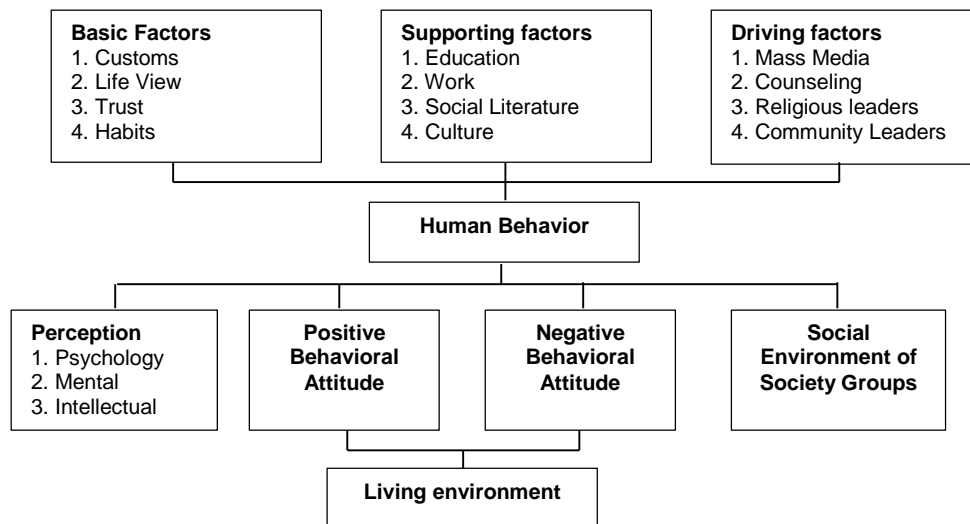 Basic Factors
1. Customs
2. Life View
3. Trust
4. Habits
Supporting factors
1. Education
2. Work
3. Social Literature
4. Culture
Driving factors
1. Mass Media
2. Counseling
3. Religious leaders
4. Community Leaders
Human Behavior
Perception
1. Psychology
2. Mental
3. Intellectual
Positive
Behavioral
Attitude
Negative
Behavioral
Attitude
Social
Environment of
Society Groups
Living environment